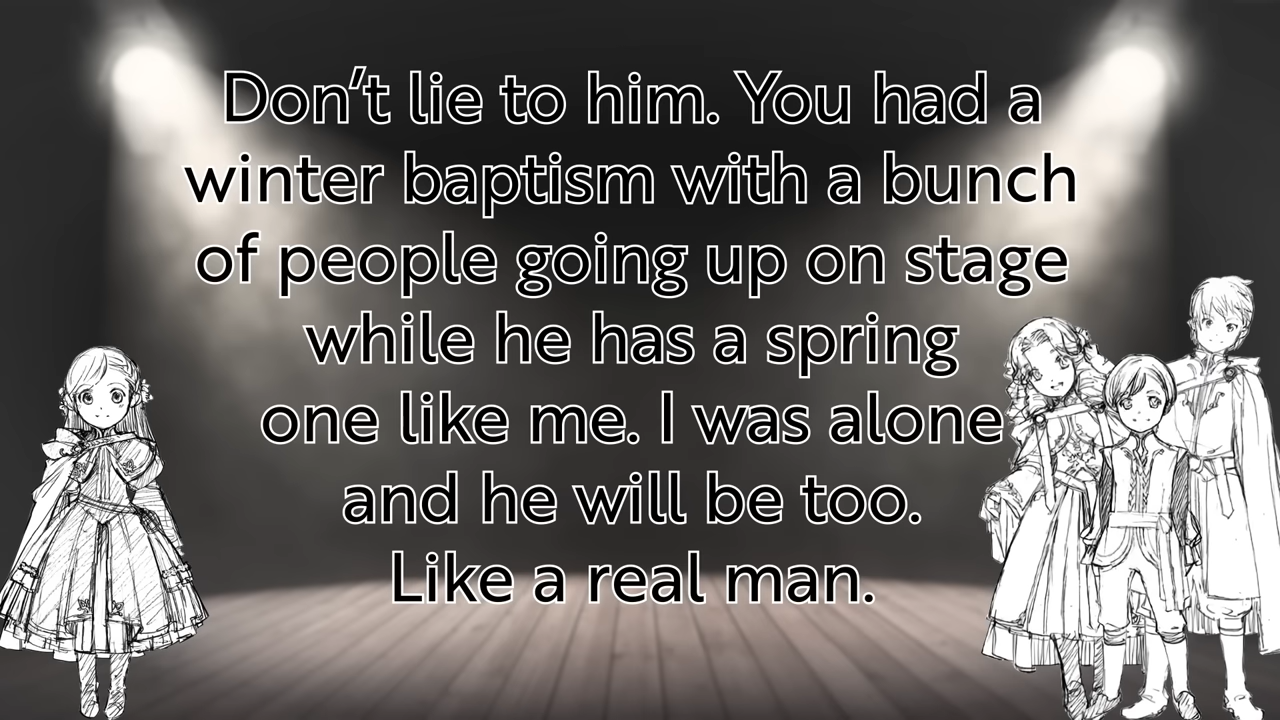 Don’t lie to him. You had a
winter baptism with a bunch
of people going up on stage
while he has a spring
one like me. I was alone
and he will be too.
Like a real man.